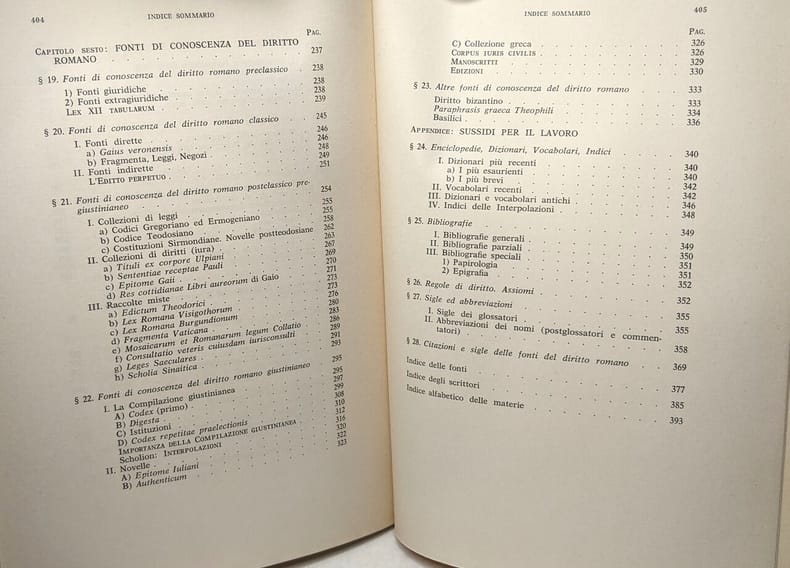 404
INDICE SOMMARIO
PAG.
CAPITOLO SESTO: FONTI DI CONOSCENZA DEL DIRITTO
ROMANO 237
§ 19. Fonti di conoscenza del diritto romano preclassico 238
1) Fonti giuridiche 238
2) Fonti extragiuridiche 238
LEX XII TABULARUM 239
§ 20. Fonti di conoscenza del diritto romano classico 245
I. Fonti dirette 246
a) Gaius veronensis 246
b) Fragmenta, Leggi, Negozi 248
II. Fonti indirette 249
L'EDITTO PERPETUO 251
§ 21. Fonti di conoscenza del diritto romano postclassico pre-
giustinianeo 254
I. Collezioni di leggi 255
a) Codici Gregoriano ed Ermogeniano 255
b) Codice Teodosiano 258
c) Costituzioni Sirmondiane. Novelle postteodosiane 262
II. Collezioni di diritti (iura) 263
a) Tituli ex corpore Ulpiani 267
b) Sententiae receptae Pauli 269
c) Epitome Gaii 270
d) Res cottidianae Libri aureorum di Gaio 271
III. Raccolte miste 273
a) Edictum Theodorici 273
b) Lex Romana Visigothorum 276
c) Lex Romana Burgundionum 280
d) Fragmenta Vaticana 283
e) Mosaicarum et Romanarum legum Collatio 286
f) Consultatio veteris cuiusdam iurisconsulti 289
g) Leges Saeculares 291
h) Scholia Sinaitica 293
§ 22. Fonti di conoscenza del diritto romano giustinianeo 295
I. La Compilazione giustinianea 295
A) Codex (primo) 297
B) Digesta 299
C) Istituzioni 308
D) Codex repetitae praelectionis 310
IMPORTANZA DELLA COMPILAZIONE GIUSTINIANEA 312
SCHOLION: INTERPOLAZIONI 316
II. Novelle 320
A) Epitome Iuliani 322
B) Authenticum 323
INDICE SOMMARIO
405
PAG.
C) Collezione greca 326
CORPUS IURIS CIVILIS 326
MANOSCRITTI 329
EDIZIONI 330
§ 23. Altre fonti di conoscenza del diritto romano 333
Diritto bizantino 333
Paraphrasis graeca Theophili 334
Basilici 336
APPENDICE: SUSSIDI PER IL LAVORO
§ 24. Enciclopedie, Dizionari, Vocabolari, Indici 340
I. Dizionari più recenti 340
a) I più esaurienti 340
b) I più brevi 342
II. Vocabolari recenti 342
III. Dizionari e vocabolari antichi 346
IV. Indici delle Interpolazioni 348
§ 25. Bibliografie 349
I. Bibliografie generali 349
II. Bibliografie parziali 350
III. Bibliografie speciali 351
1) Papirologia 351
2) Epigrafia 352
§ 26. Regole di diritto. Assiomi 352
§ 27. Sigle ed abbreviazioni 355
I. Sigle dei glossatori 355
II. Abbreviazioni dei nomi (postglossatori e commen-
tatori) 358
§ 28. Citazioni e sigle delle fonti del diritto romano 369
Indice delle fonti 377
Indice degli scrittori 385
Indice alfabetico delle materie 393